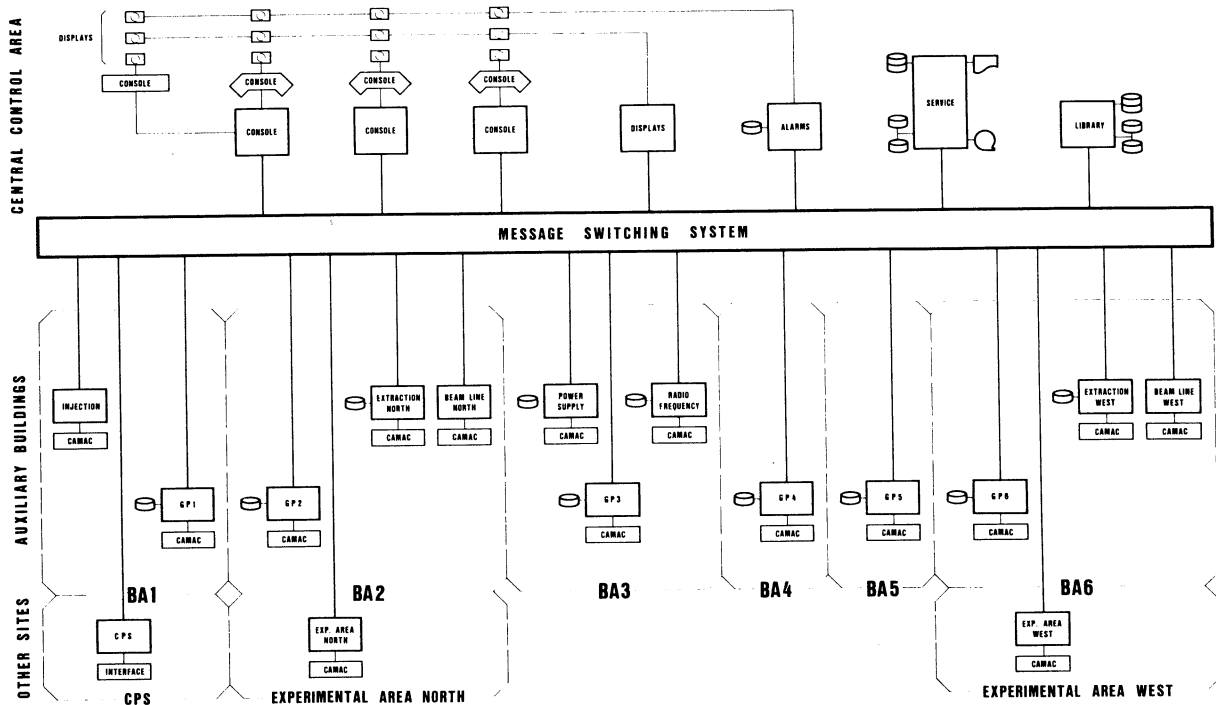 CENTRAL CONTROL AREA
DISPLAYS
CONSOLE
CONSOLE
CONSOLE
CONSOLE
CONSOLE
CONSOLE
CONSOLE
DISPLAYS
ALARMS
SERVICE
LIBRARY
MESSAGE SWITCHING SYSTEM
AUXILIARY BUILDINGS
INJECTION
CAMAC
GP1
CAMAC
BA1
GP2
CAMAC
EXTRACTION
NORTH
CAMAC
BEAM LINE
NORTH
CAMAC
BA2
POWER
SUPPLY
CAMAC
RADIO
FREQUENCY
CAMAC
GP3
CAMAC
BA3
GP4
CAMAC
BA4
GP5
CAMAC
BA5
GP6
CAMAC
EXTRACTION
WEST
CAMAC
BEAM LINE
WEST
CAMAC
BA6
OTHER SITES
CPS
INTERFACE
CPS
EXP. AREA
NORTH
CAMAC
EXPERIMENTAL AREA NORTH
EXP. AREA
WEST
CAMAC
EXPERIMENTAL AREA WEST